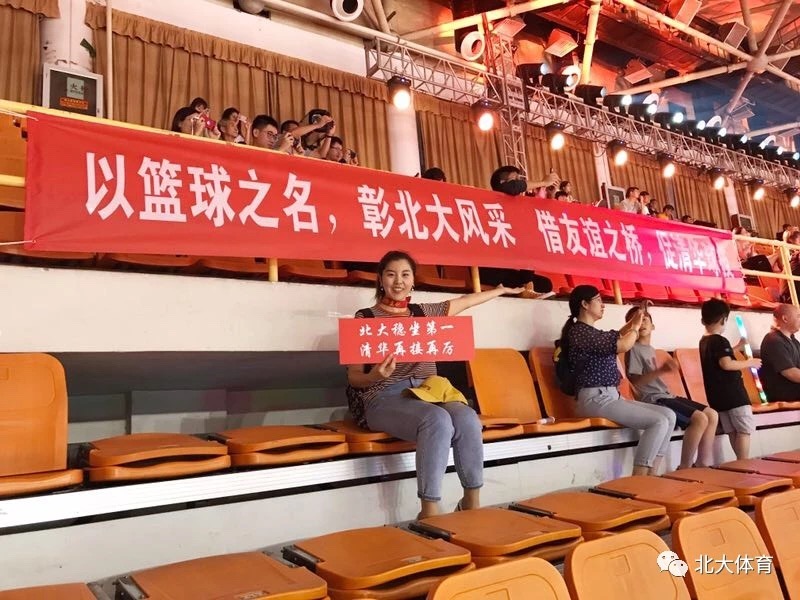 以篮球之名，彰北大风采 借友谊之桥，促清华
北大稳坐第一
清华再接再厉
北大体育